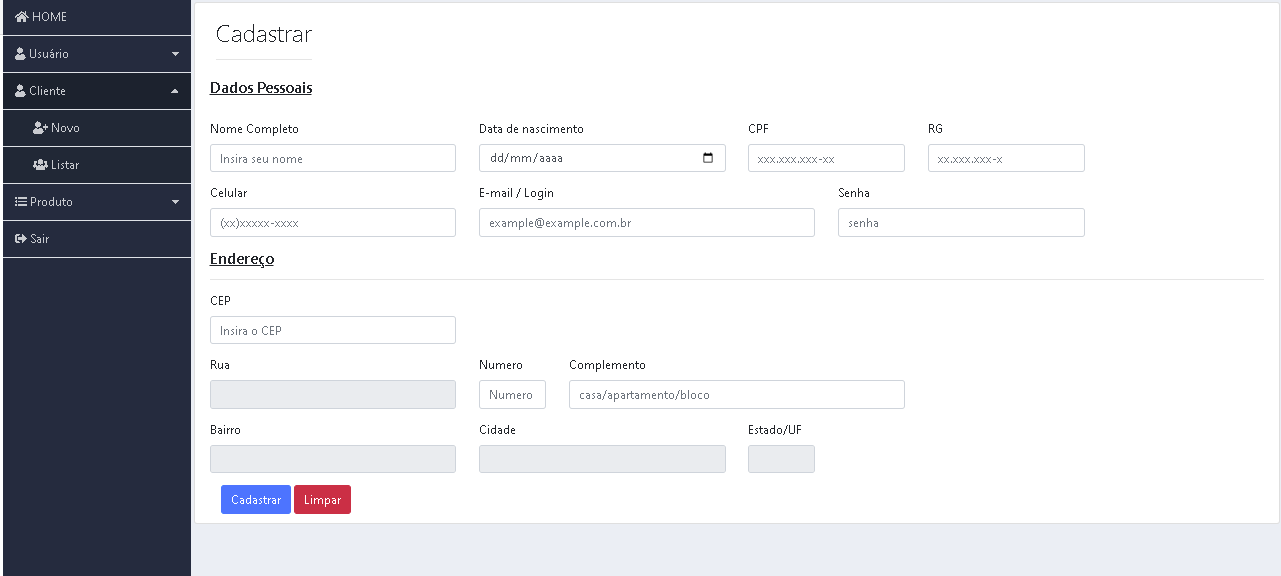 HOME
Usuário
Cliente
Novo
Listar
Produto
Sair
Cadastrar
Dados Pessoais
Nome Completo Data de nascimento CPF RG
Insira seu nome dd/mm/aaaa xxx.xxx.xxx-xx xx.xxx.xxx-x
Celular E-mail / Login Senha
(xx)xxxxx-xxxx example@example.com.br senha
Endereço
CEP
Insira o CEP
Rua Numero Complemento
Numero casa/apartamento/bloco
Bairro Cidade Estado/UF
Cadastrar Limpar